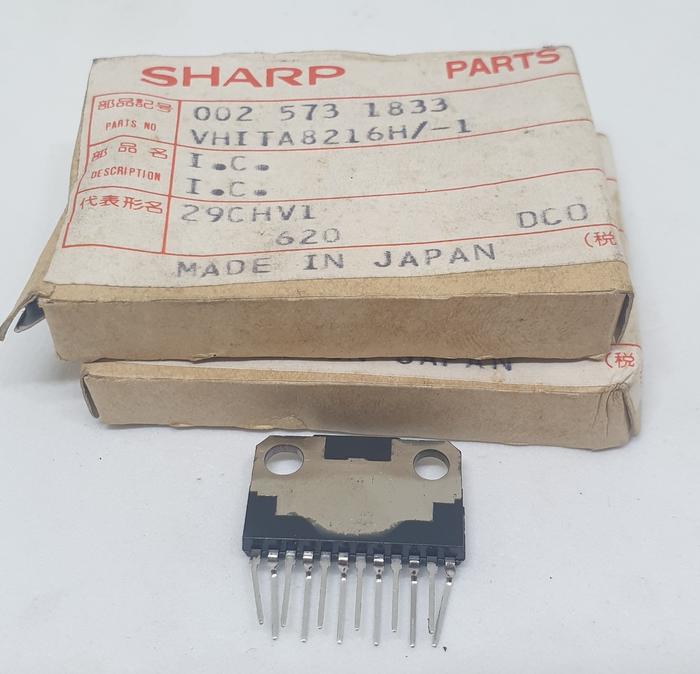 SHARP PARTS
部品記号 002 573 1833
PARTS NO. VHITA8216H/-1
部品名 I.C.
DESCRIPTION I.C.
代表形名 29CHV1
620 DCO
(税
MADE IN JAPAN
JAPAN
(税